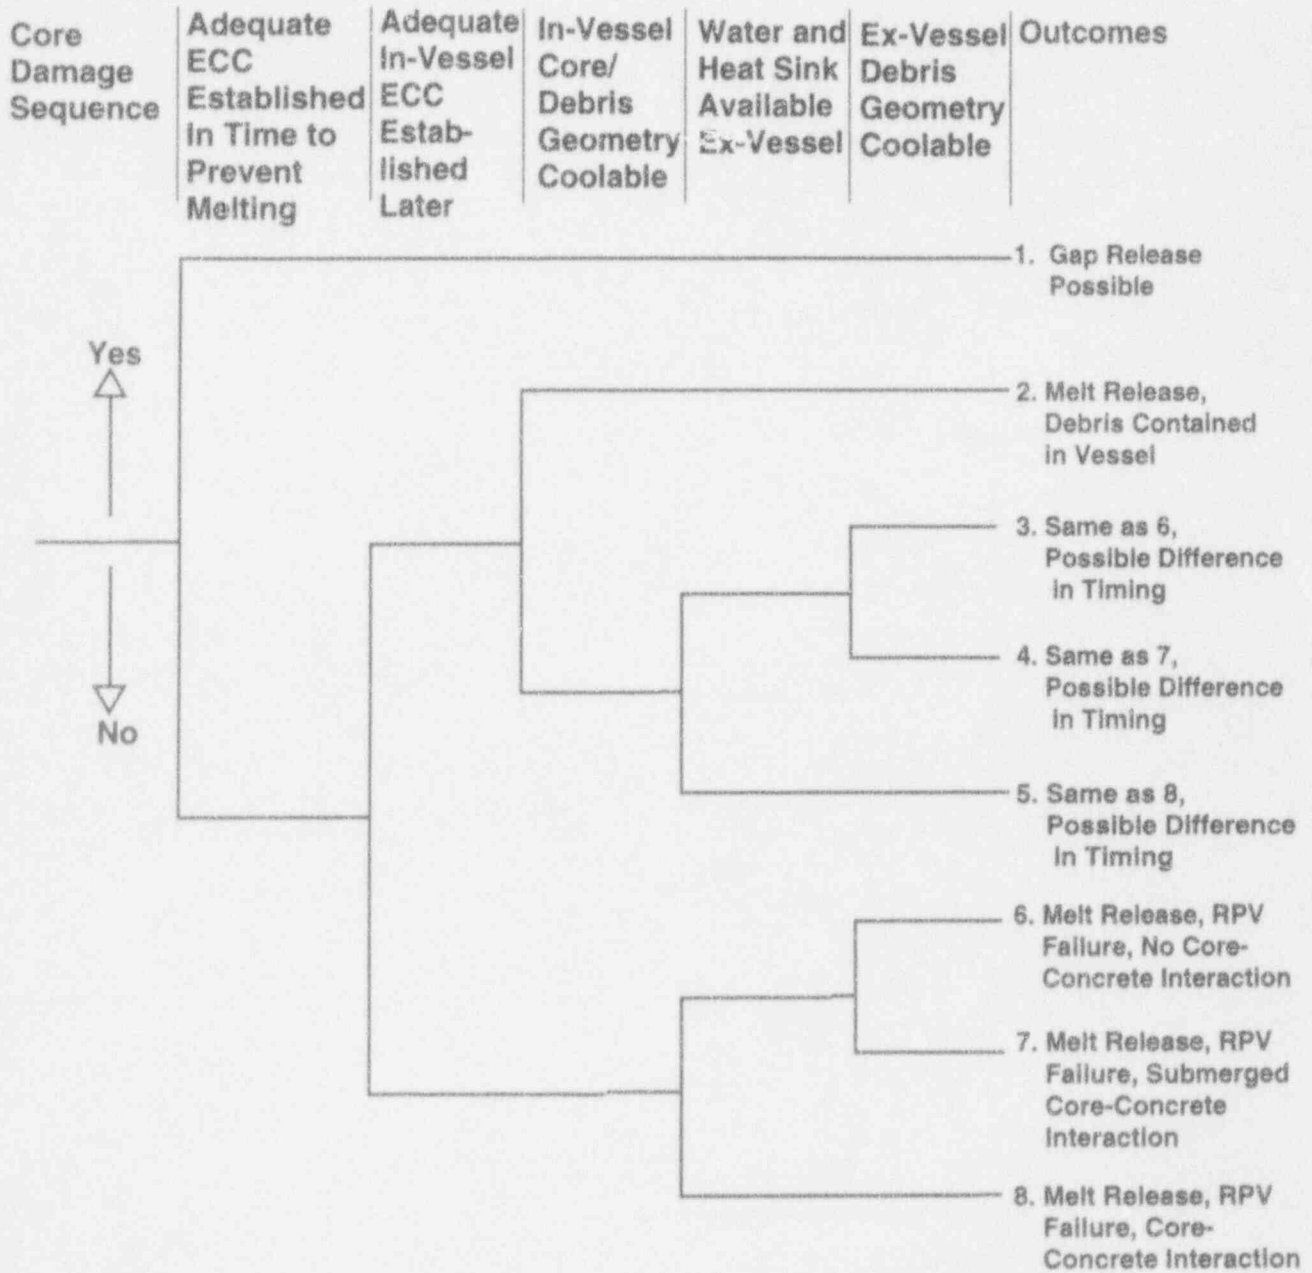 Core
Damage
Sequence
Adequate
ECC
Established
in Time to
Prevent
Melting
Adequate
In-Vessel
ECC
Estab-
lished
Later
In-Vessel
Core/
Debris
Geometry
Coolable
Water and
Heat Sink
Available
Ex-Vessel
Ex-Vessel
Debris
Geometry
Coolable
Outcomes
Yes
No
1. Gap Release
Possible
2. Melt Release,
Debris Contained
in Vessel
3. Same as 6,
Possible Difference
in Timing
4. Same as 7,
Possible Difference
in Timing
5. Same as 8,
Possible Difference
in Timing
6. Melt Release, RPV
Failure, No Core-
Concrete Interaction
7. Melt Release, RPV
Failure, Submerged
Core-Concrete
Interaction
8. Melt Release, RPV
Failure, Core-
Concrete Interaction